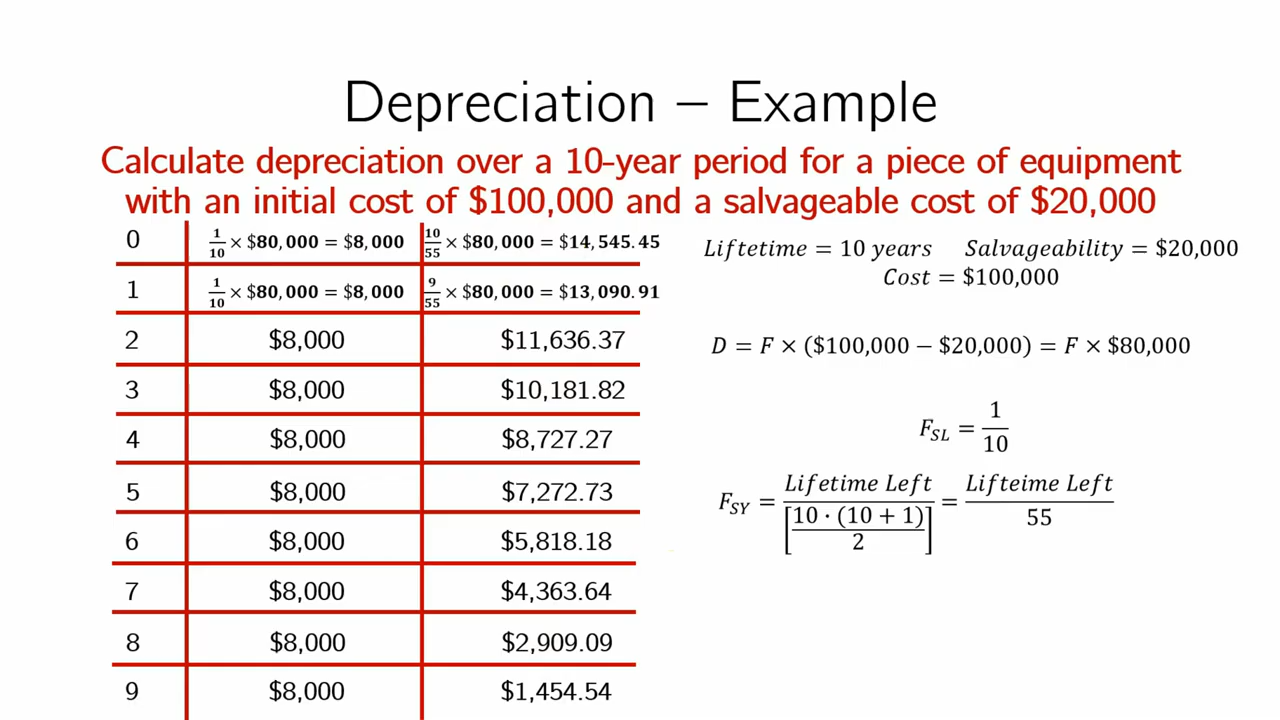 Depreciation – Example
Calculate depreciation over a 10-year period for a piece of equipment
with an initial cost of $100,000 and a salvageable cost of $20,000
0 1/10 × $80,000 = $8,000 10/55 × $80,000 = $14,545.45
1 1/10 × $80,000 = $8,000 9/55 × $80,000 = $13,090.91
2 $8,000 $11,636.37
3 $8,000 $10,181.82
4 $8,000 $8,727.27
5 $8,000 $7,272.73
6 $8,000 $5,818.18
7 $8,000 $4,363.64
8 $8,000 $2,909.09
9 $8,000 $1,454.54
Liftetime = 10 years Salvageability = $20,000
Cost = $100,000
D = F × ($100,000 − $20,000) = F × $80,000
F_SL = 1/10
F_SY = Lifetime Left / [10 · (10 + 1) / 2] = Lifteime Left / 55